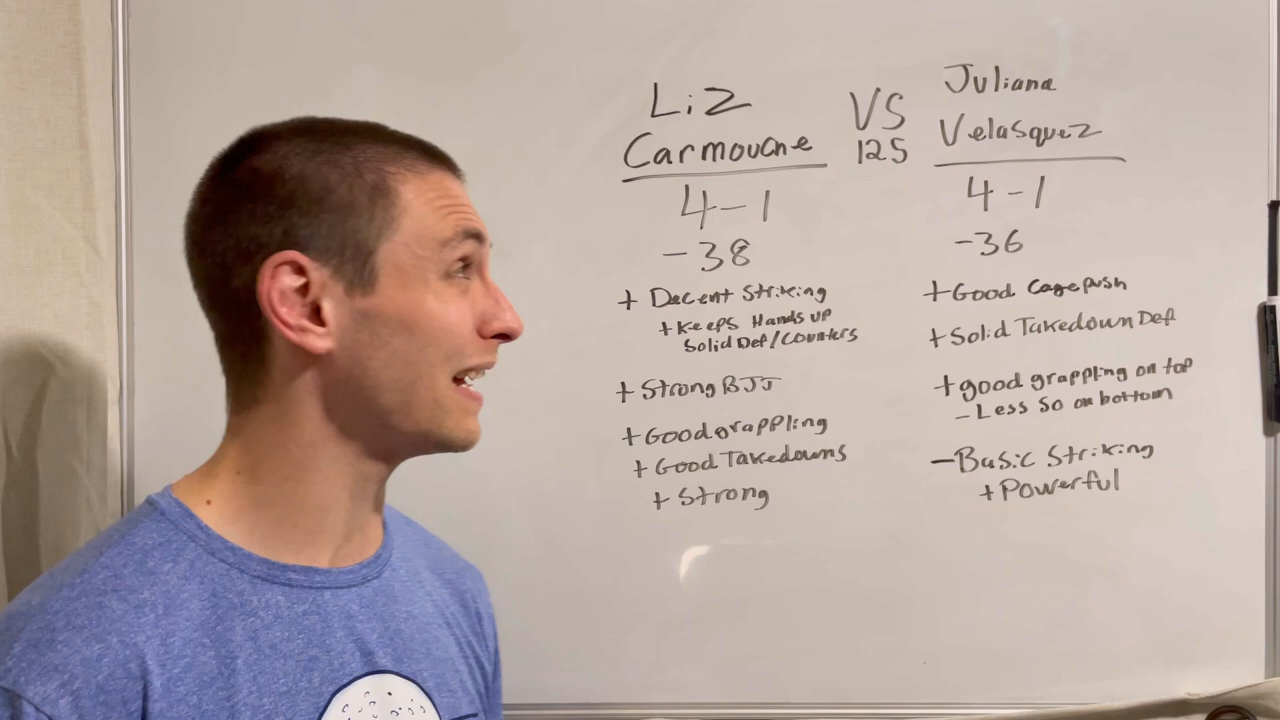 Liz
Carmouche
4-1
-38
+ Decent Striking
+ Keeps Hands up
Solid Def/Counters
+ Strong BJJ
+ Good grappling
+ Good Takedowns
+ Strong
VS
125
Juliana
Velasquez
4-1
-36
+ Good Cage push
+ Solid Takedown Def
+ good grappling on top
- Less so on bottom
- Basic Striking
+ Powerful